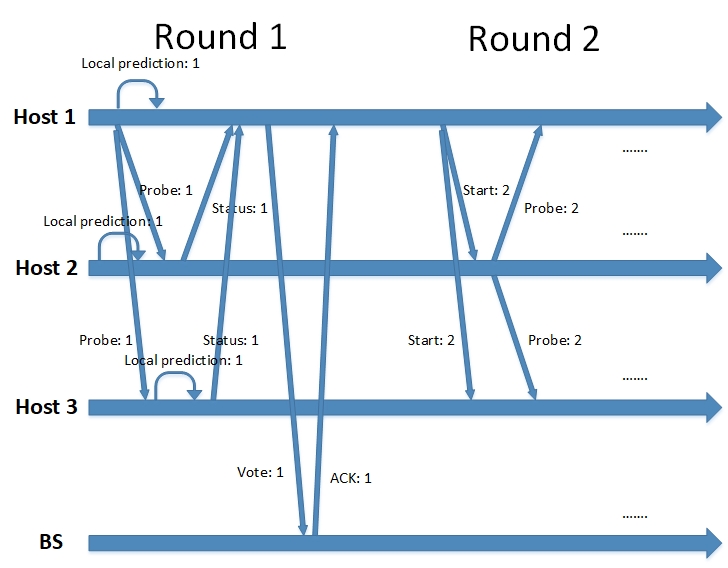 Round 1
Round 2
Local prediction: 1
Host 1
.......
Probe: 1
Start: 2
Status: 1
Probe: 2
Local prediction: 1
.......
Host 2
Probe: 1
Status: 1
Start: 2
Probe: 2
Local prediction: 1
.......
Host 3
Vote: 1
ACK: 1
.......
BS